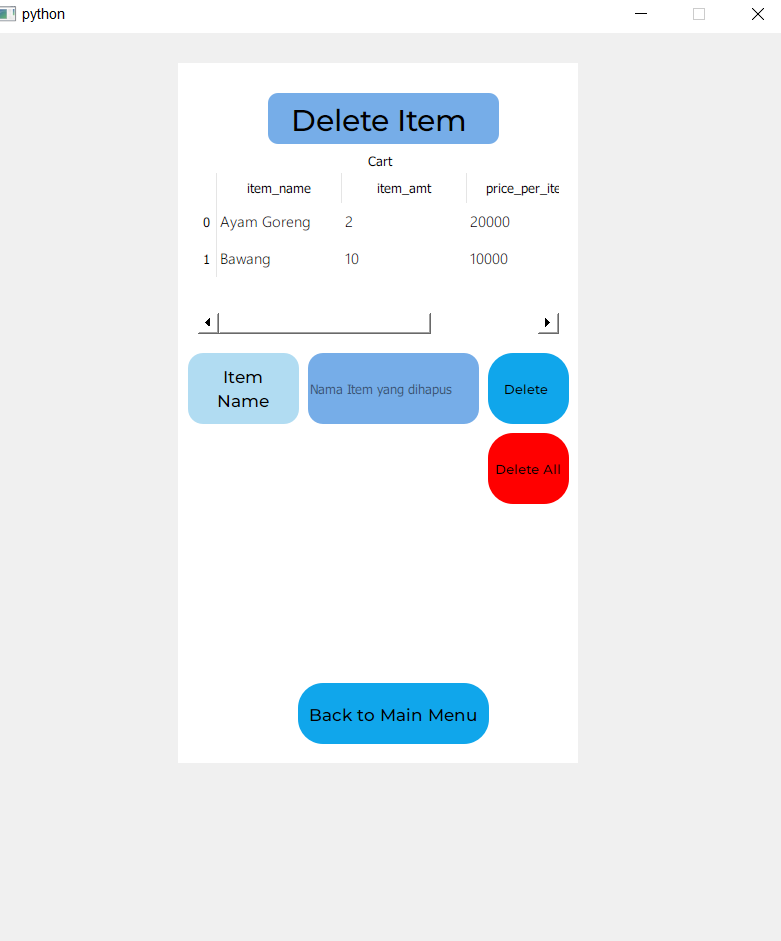 python
Delete Item
Cart
item_name item_amt price_per_ite
0 Ayam Goreng 2 20000
1 Bawang 10 10000
Item
Name
Nama Item yang dihapus
Delete
Delete All
Back to Main Menu